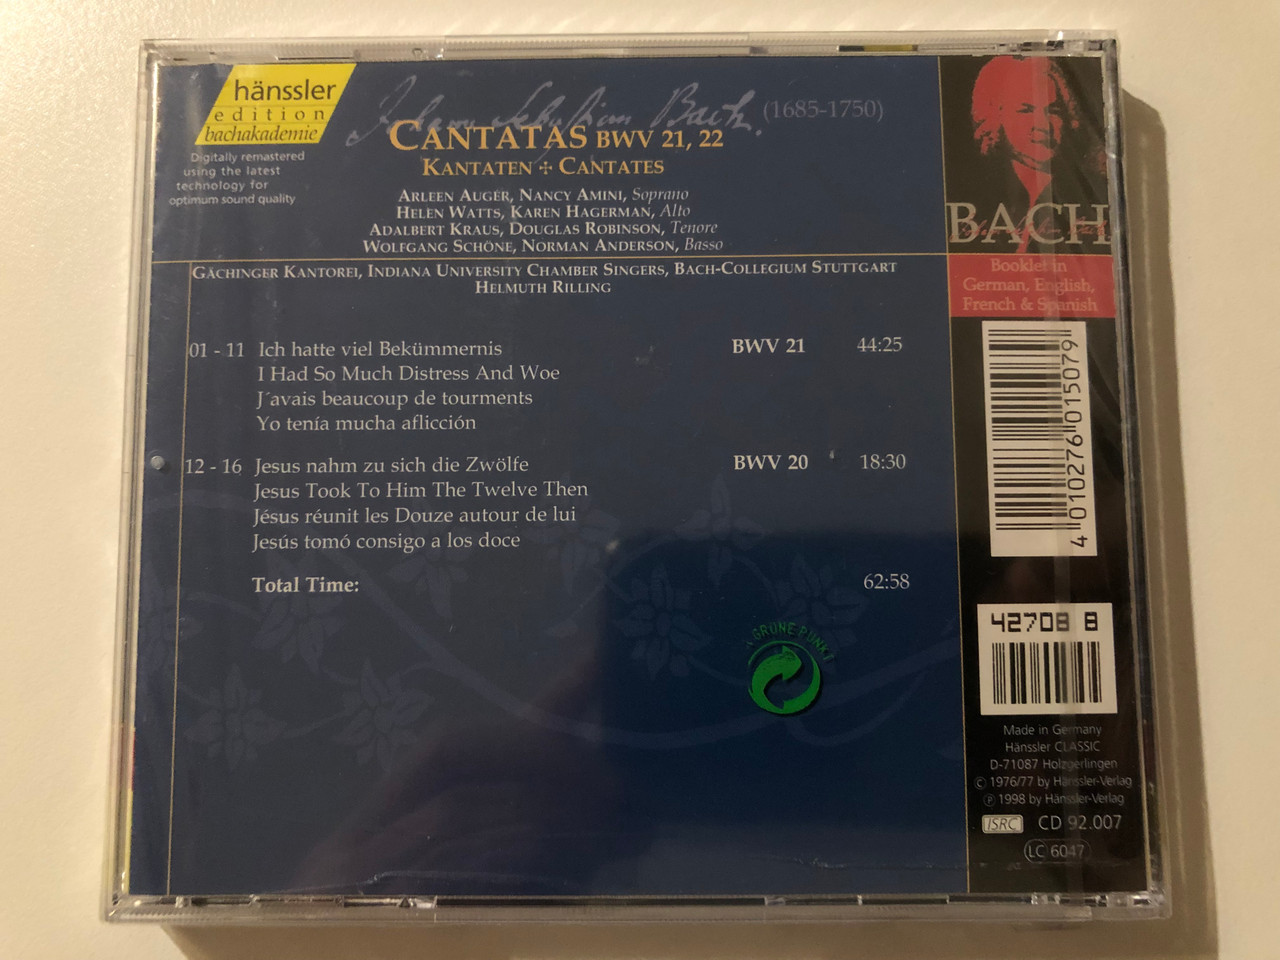 hänssler
edition
bachakademie
Digitally remastered
using the latest
technology for
optimum sound quality
Johann Sebastian Bach. (1685-1750)
CANTATAS BWV 21, 22
KANTATEN ✣ CANTATES
ARLEEN AUGÉR, NANCY AMINI, Soprano
HELEN WATTS, KAREN HAGERMAN, Alto
ADALBERT KRAUS, DOUGLAS ROBINSON, Tenore
WOLFGANG SCHÖNE, NORMAN ANDERSON, Basso
GÄCHINGER KANTOREI, INDIANA UNIVERSITY CHAMBER SINGERS, BACH-COLLEGIUM STUTTGART
HELMUTH RILLING
01 - 11 Ich hatte viel Bekümmernis BWV 21 44:25
I Had So Much Distress And Woe
J´avais beaucoup de tourments
Yo tenía mucha aflicción
12 - 16 Jesus nahm zu sich die Zwölfe BWV 20 18:30
Jesus Took To Him The Twelve Then
Jésus réunit les Douze autour de lui
Jesús tomó consigo a los doce
Total Time: 62:58
GRÜNE PUNKT
BACH
Booklet in
German, English,
French & Spanish
4 010276 015079
42708 8
Made in Germany
Hänssler CLASSIC
D-71087 Holzgerlingen
© 1976/77 by Hänssler-Verlag
℗ 1998 by Hänssler-Verlag
ISRC CD 92.007
LC 6047